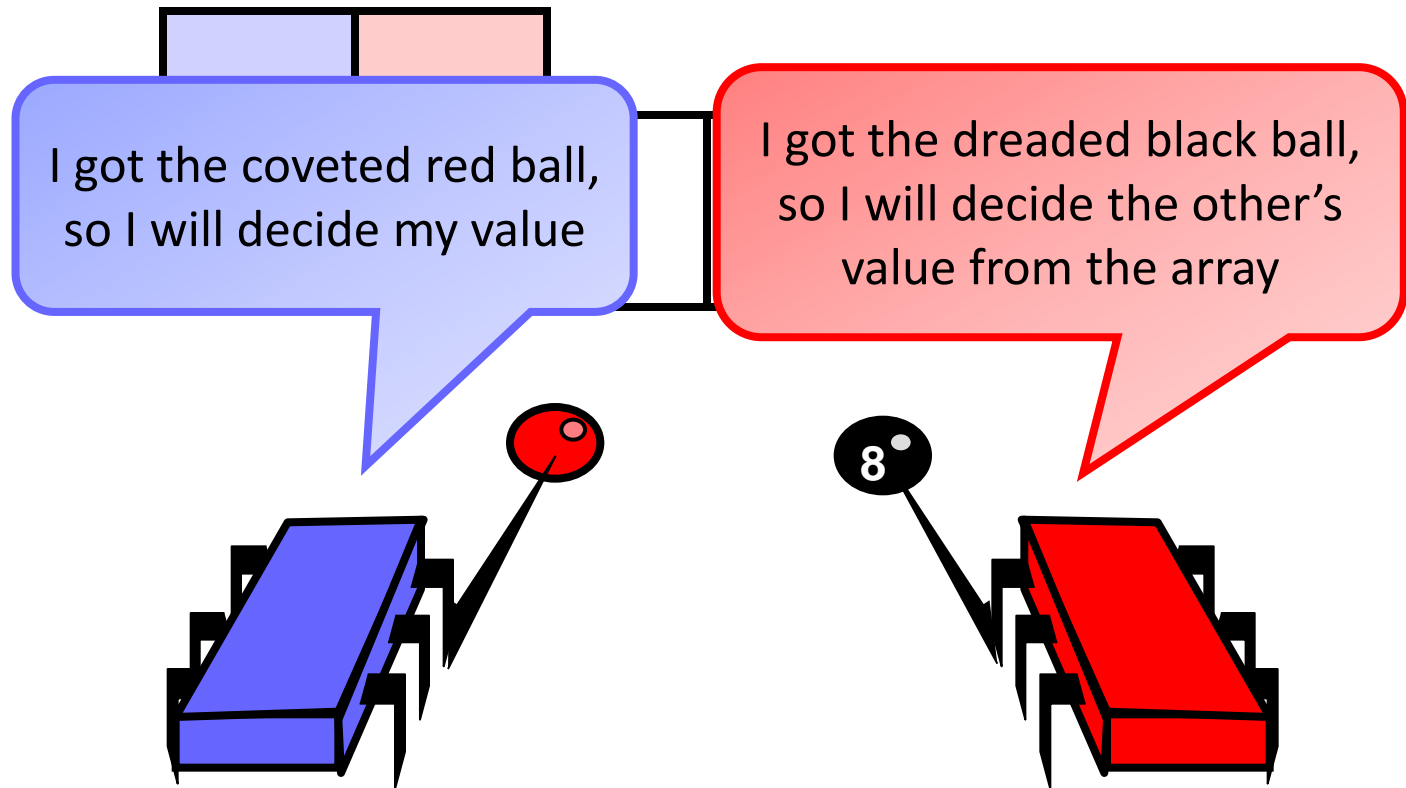 I got the coveted red ball,
so I will decide my value
I got the dreaded black ball,
so I will decide the other’s
value from the array
8